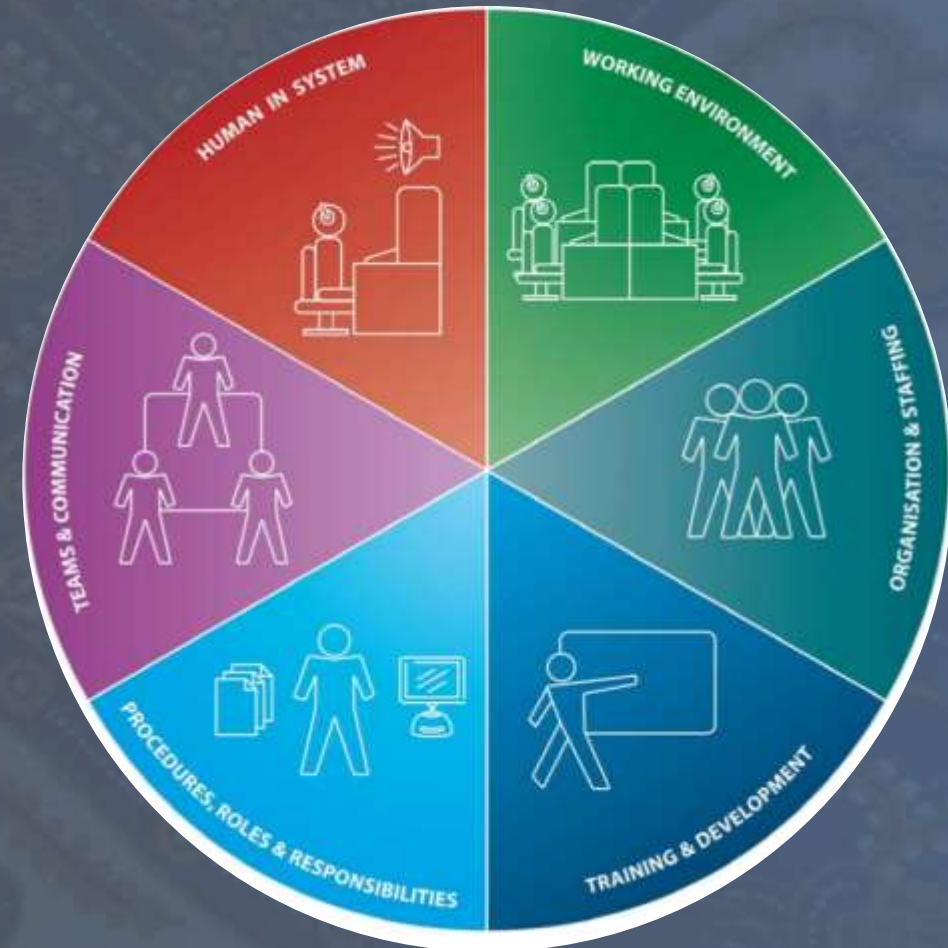 HUMAN IN SYSTEM
WORKING ENVIRONMENT
ORGANISATION & STAFFING
TRAINING & DEVELOPMENT
PROCEDURES, ROLES & RESPONSIBILITIES
TEAMS & COMMUNICATION